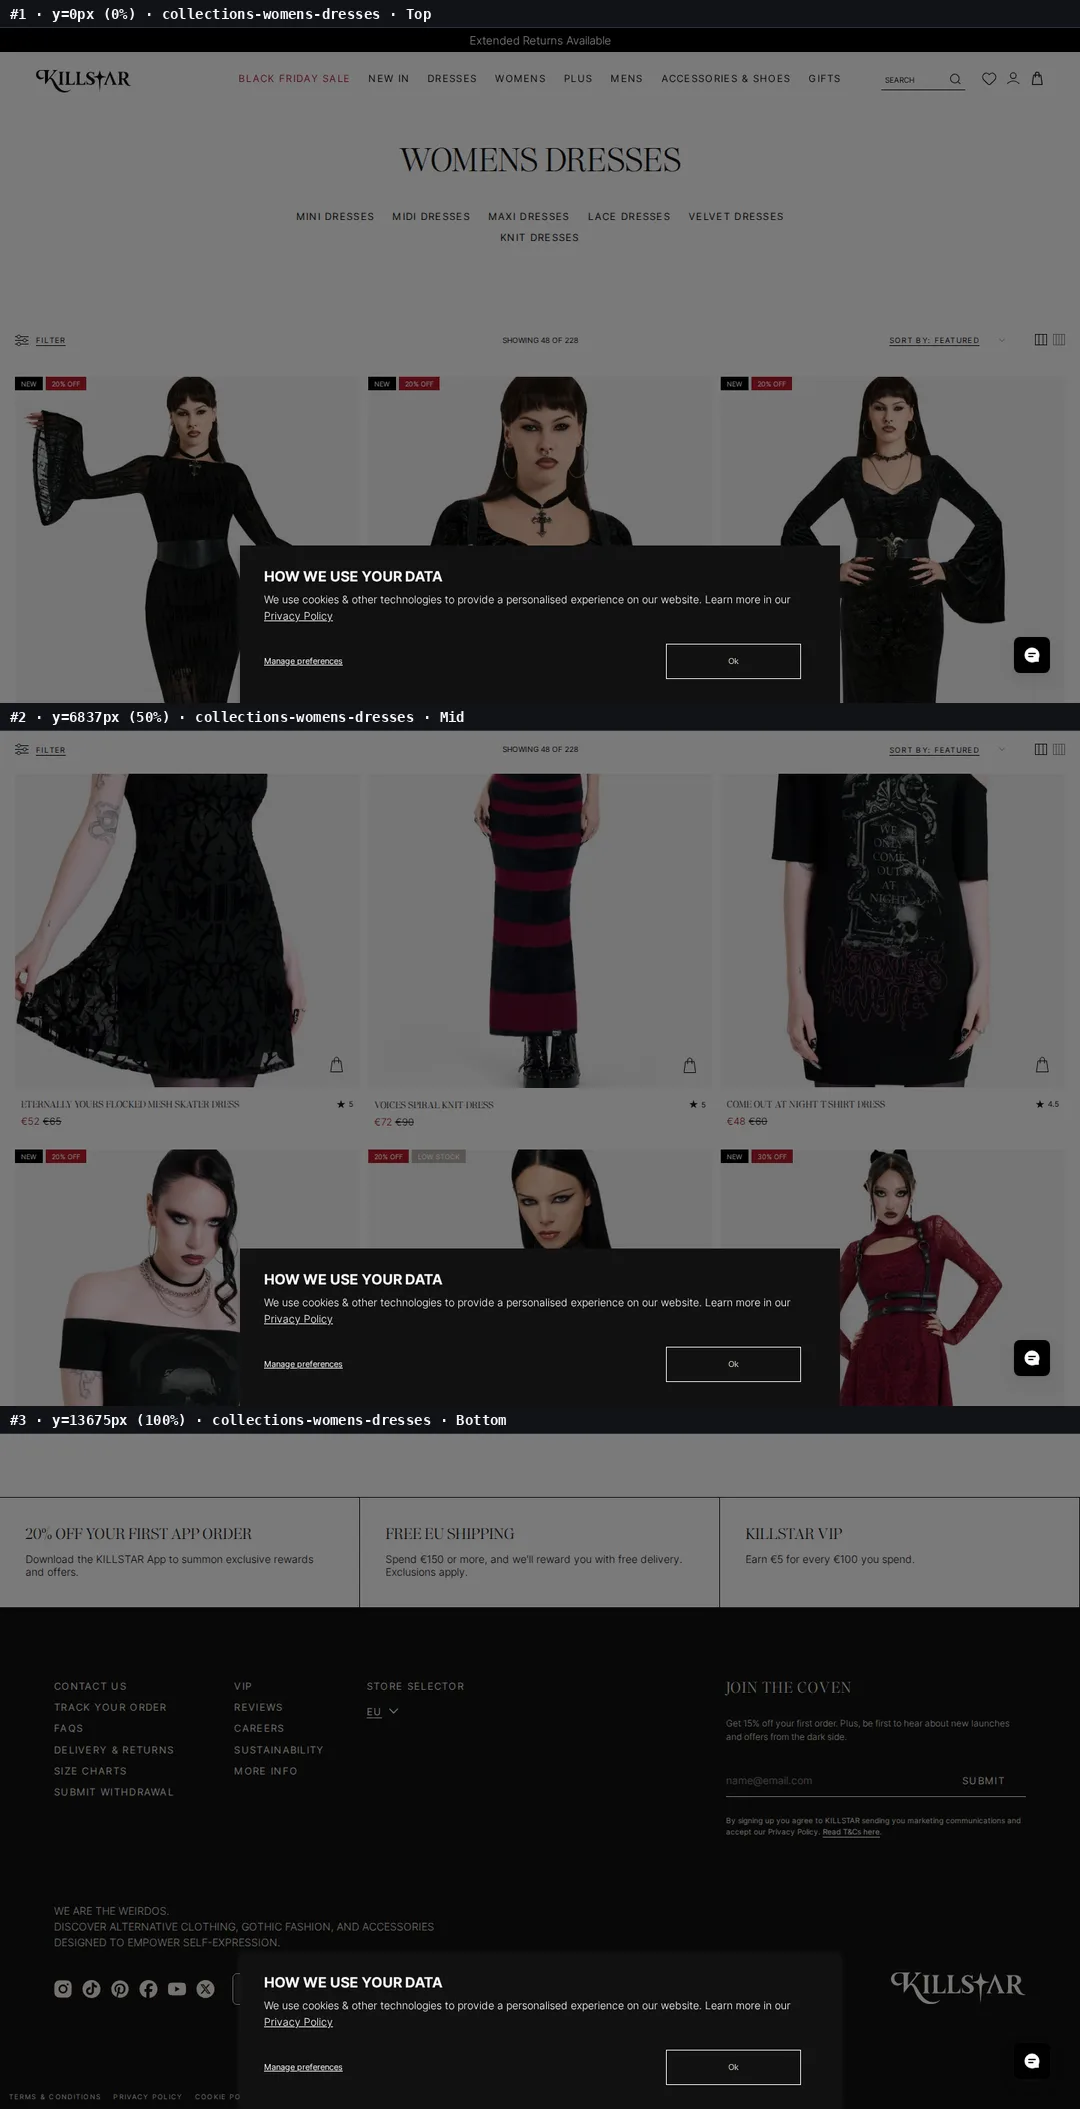 #1 · y=0px (0%) · collections-womens-dresses · Top
Extended Returns Available
KILLSTAR
BLACK FRIDAY SALE NEW IN DRESSES WOMENS PLUS MENS ACCESSORIES & SHOES GIFTS
SEARCH
WOMENS DRESSES
MINI DRESSES MIDI DRESSES MAXI DRESSES LACE DRESSES VELVET DRESSES
KNIT DRESSES
FILTER
SHOWING 48 OF 228
SORT BY: FEATURED
NEW 20% OFF
NEW 20% OFF
NEW 20% OFF
HOW WE USE YOUR DATA
We use cookies & other technologies to provide a personalised experience on our website. Learn more in our
Privacy Policy
Manage preferences
Ok
#2 · y=6837px (50%) · collections-womens-dresses · Mid
FILTER
SHOWING 48 OF 228
SORT BY: FEATURED
WE
ONLY
COME
OUT
AT
NIGHT
ETERNALLY YOURS FLOCKED MESH SKATER DRESS
★ 5
€52 €65
VOICES SPIRAL KNIT DRESS
★ 5
€72 €90
COME OUT AT NIGHT T-SHIRT DRESS
★ 4.5
€48 €60
NEW 20% OFF
20% OFF LOW STOCK
NEW 30% OFF
HOW WE USE YOUR DATA
We use cookies & other technologies to provide a personalised experience on our website. Learn more in our
Privacy Policy
Manage preferences
Ok
#3 · y=13675px (100%) · collections-womens-dresses · Bottom
20% OFF YOUR FIRST APP ORDER
Download the KILLSTAR App to summon exclusive rewards
and offers.
FREE EU SHIPPING
Spend €150 or more, and we'll reward you with free delivery.
Exclusions apply.
KILLSTAR VIP
Earn €5 for every €100 you spend.
CONTACT US
TRACK YOUR ORDER
FAQS
DELIVERY & RETURNS
SIZE CHARTS
SUBMIT WITHDRAWAL
VIP
REVIEWS
CAREERS
SUSTAINABILITY
MORE INFO
STORE SELECTOR
EU
JOIN THE COVEN
Get 15% off your first order. Plus, be first to hear about new launches
and offers from the dark side.
name@email.com
SUBMIT
By signing up you agree to KILLSTAR sending you marketing communications and
accept our Privacy Policy. Read T&Cs here.
WE ARE THE WEIRDOS.
DISCOVER ALTERNATIVE CLOTHING, GOTHIC FASHION, AND ACCESSORIES
DESIGNED TO EMPOWER SELF-EXPRESSION.
KILLSTAR
HOW WE USE YOUR DATA
We use cookies & other technologies to provide a personalised experience on our website. Learn more in our
Privacy Policy
Manage preferences
Ok
TERMS & CONDITIONS PRIVACY POLICY COOKIE PO